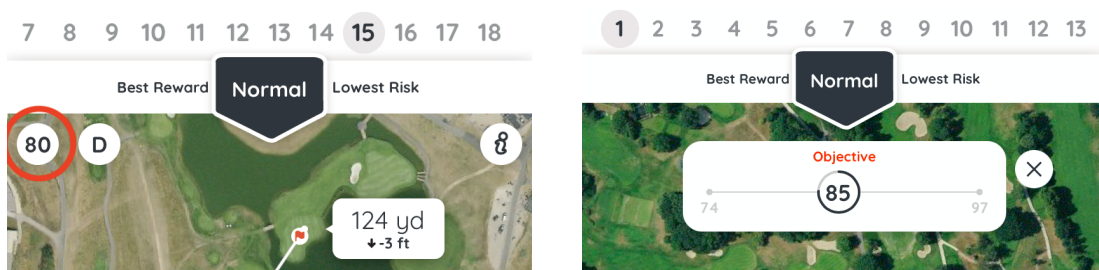 7 8 9 10 11 12 13 14 15 16 17 18
Best Reward Normal Lowest Risk
80 D
124 yd
-3 ft
1 2 3 4 5 6 7 8 9 10 11 12 13
Best Reward Normal Lowest Risk
Objective
85
74 97